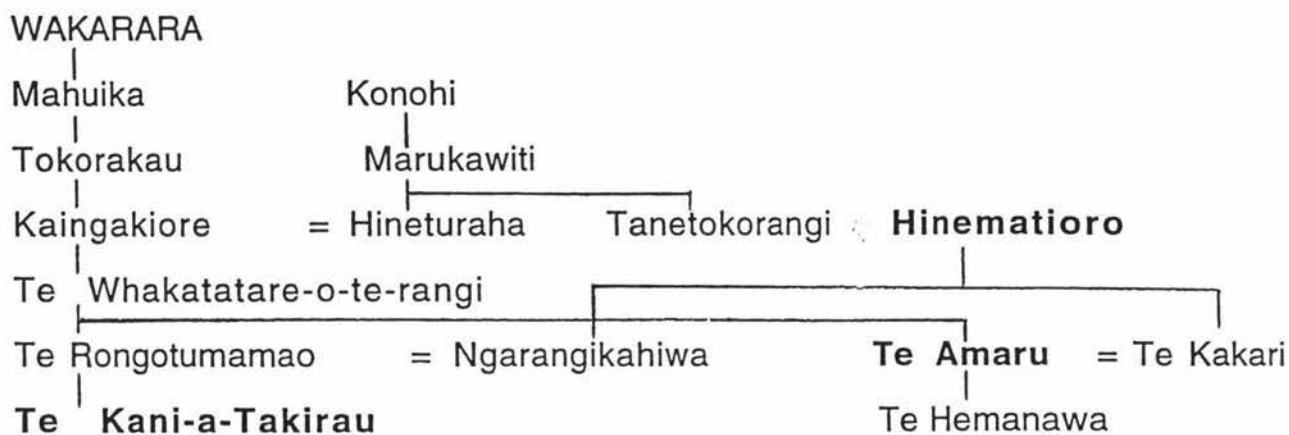 WAKARARA
Mahuika Konohi
Tokorakau Marukawiti
Kaingakiore = Hineturaha Tanetokorangi Hinematioro
Te Whakatatare-o-te-rangi
Te Rongotumamao = Ngarangikahiwa Te Amaru = Te Kakari
Te Kani-a-Takirau Te Hemanawa